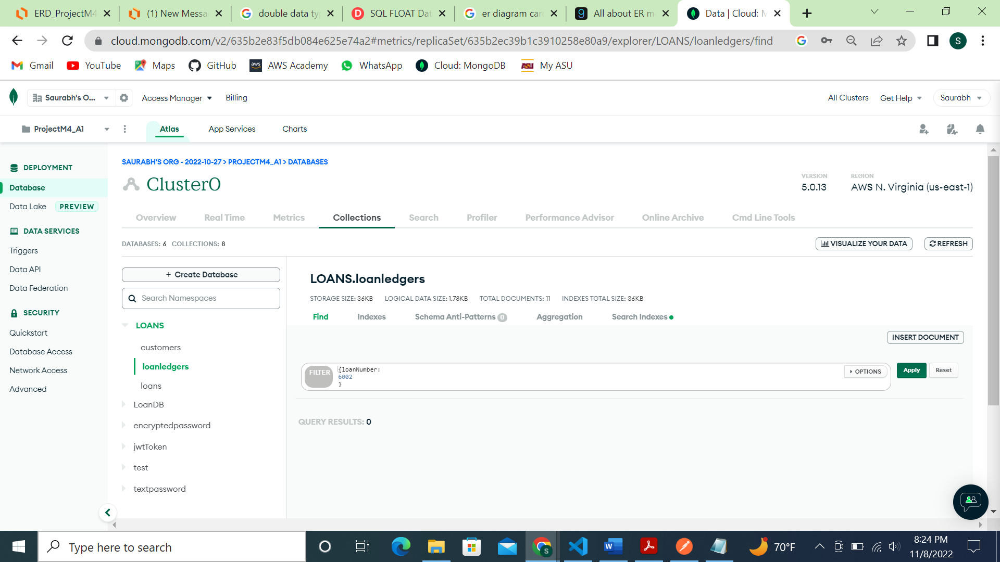 ERD_ProjectM4
(1) New Messa
double data ty
SQL FLOAT Dat
er diagram car
All about ER m
Data | Cloud: M
cloud.mongodb.com/v2/635b2e83f5db084e625e74a2#metrics/replicaSet/635b2ec39b1c3910258e80a9/explorer/LOANS/loanledgers/find
S
Gmail
YouTube
Maps
GitHub
aws
AWS Academy
WhatsApp
Cloud: MongoDB
ASU
My ASU
Saurabh's O...
Access Manager
Billing
All Clusters
Get Help
Saurabh
ProjectM4_A1
Atlas
App Services
Charts
DEPLOYMENT
Database
Data Lake
PREVIEW
DATA SERVICES
Triggers
Data API
Data Federation
SECURITY
Quickstart
Database Access
Network Access
Advanced
SAURABH'S ORG - 2022-10-27 > PROJECTM4_A1 > DATABASES
Cluster0
VERSION
5.0.13
REGION
AWS N. Virginia (us-east-1)
Overview
Real Time
Metrics
Collections
Search
Profiler
Performance Advisor
Online Archive
Cmd Line Tools
DATABASES: 6 COLLECTIONS: 8
VISUALIZE YOUR DATA
REFRESH
+ Create Database
Search Namespaces
LOANS
customers
loanledgers
loans
LoanDB
encryptedpassword
jwtToken
test
textpassword
LOANS.loanledgers
STORAGE SIZE: 36KB
LOGICAL DATA SIZE: 1.78KB
TOTAL DOCUMENTS: 11
INDEXES TOTAL SIZE: 36KB
Find
Indexes
Schema Anti-Patterns 0
Aggregation
Search Indexes
INSERT DOCUMENT
FILTER
{loanNumber:
6002
}
OPTIONS
Apply
Reset
QUERY RESULTS: 0
Type here to search
S
W
70°F
8:24 PM
11/8/2022